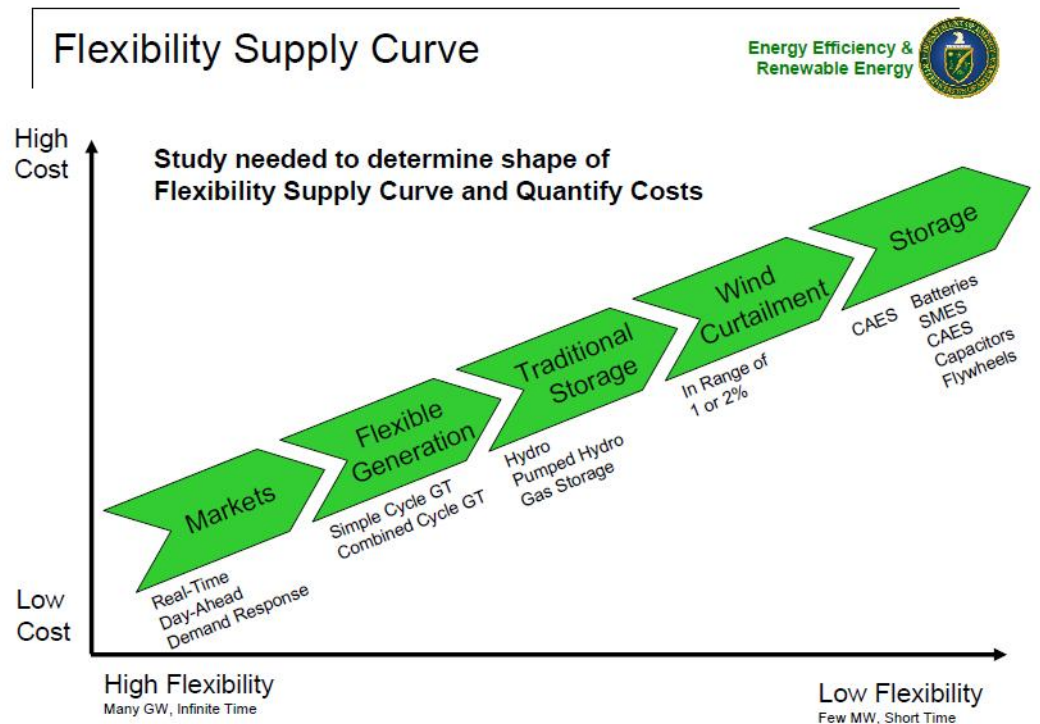 Flexibility Supply Curve
Energy Efficiency &
Renewable Energy
High
Cost
Study needed to determine shape of
Flexibility Supply Curve and Quantify Costs
Storage
CAES
Batteries
SMES
CAES
Capacitors
Flywheels
Wind
Curtailment
In Range of
1 or 2%
Traditional
Storage
Hydro
Pumped Hydro
Gas Storage
Flexible
Generation
Simple Cycle GT
Combined Cycle GT
Markets
Real-Time
Day-Ahead
Demand Response
Low
Cost
High Flexibility
Many GW, Infinite Time
Low Flexibility
Few MW, Short Time